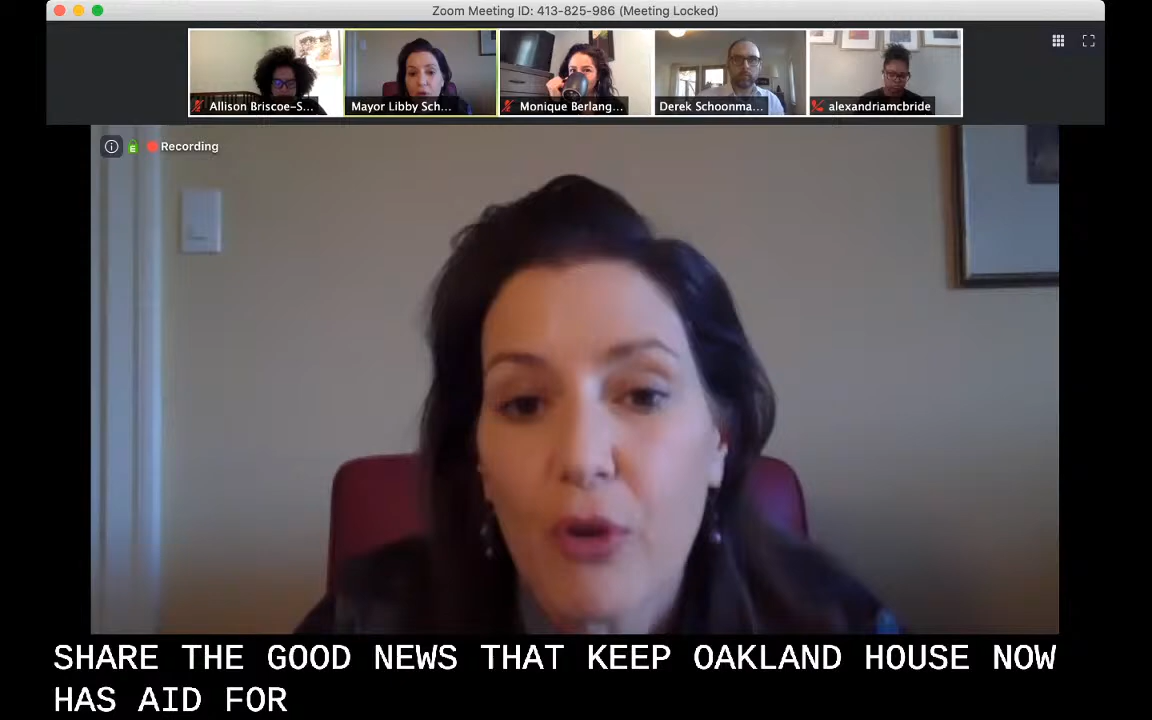 Zoom Meeting ID: 413-825-986 (Meeting Locked)
Allison Briscoe-S...
Mayor Libby Sch...
Monique Berlang...
Derek Schoonma...
alexandriamcbride
Recording
SHARE THE GOOD NEWS THAT KEEP OAKLAND HOUSE NOW
HAS AID FOR